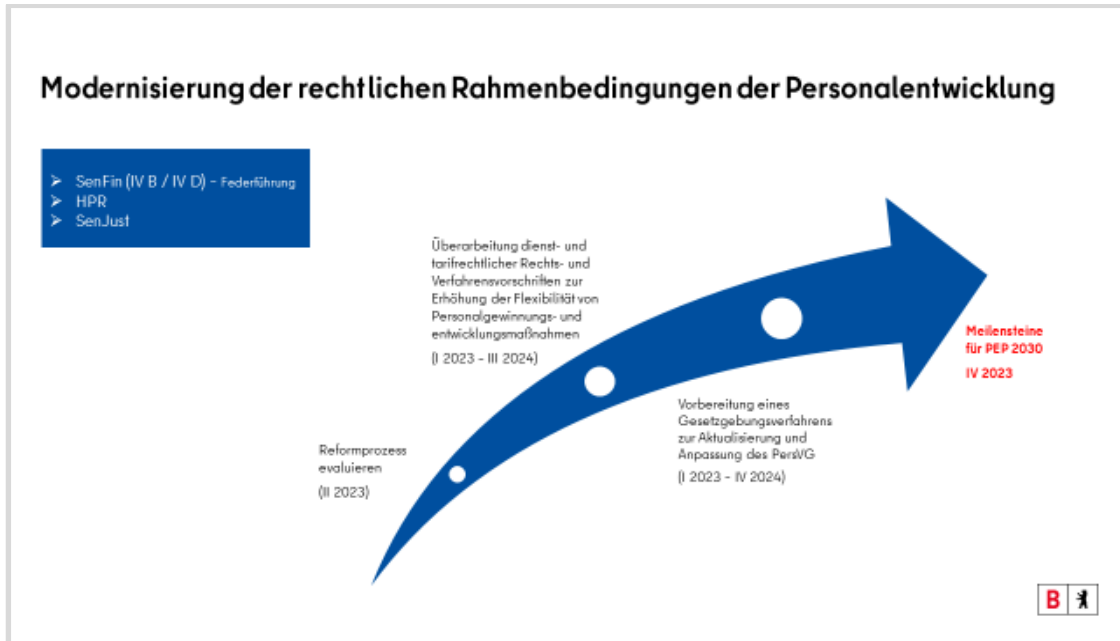 Modernisierung der rechtlichen Rahmenbedingungen der Personalentwicklung
➢ SenFin (IV B / IV D) – Federführung
➢ HPR
➢ SenJust
Überarbeitung dienst- und
tarifrechtlicher Rechts- und
Verfahrensvorschriften zur
Erhöhung der Flexibilität von
Personalgewinnungs- und
entwicklungsmaßnahmen
(I 2023 – III 2024)
Reformprozess
evaluieren
(II 2023)
Vorbereitung eines
Gesetzgebungsverfahrens
zur Aktualisierung und
Anpassung des PersVG
(I 2023 – IV 2024)
Meilensteine
für PEP 2030
IV 2023
B